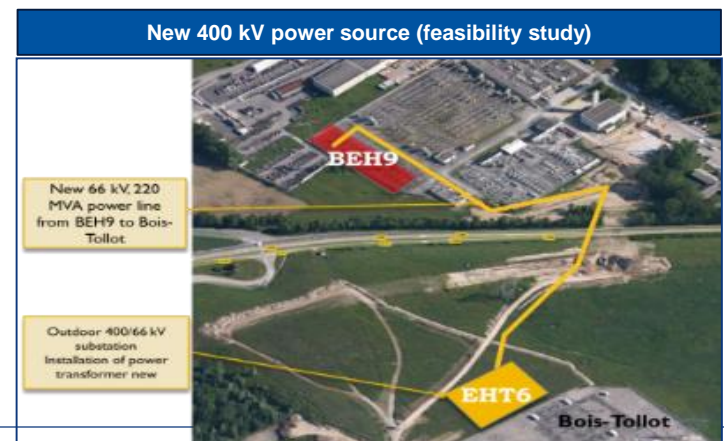 New 400 kV power source (feasibility study)
BEH9
New 66 kV, 220
MVA power line
from BEH9 to Bois-
Tollot
Outdoor 400/66 kV
substation
Installation of power
transformer new
EHT6
Bois-Tollot